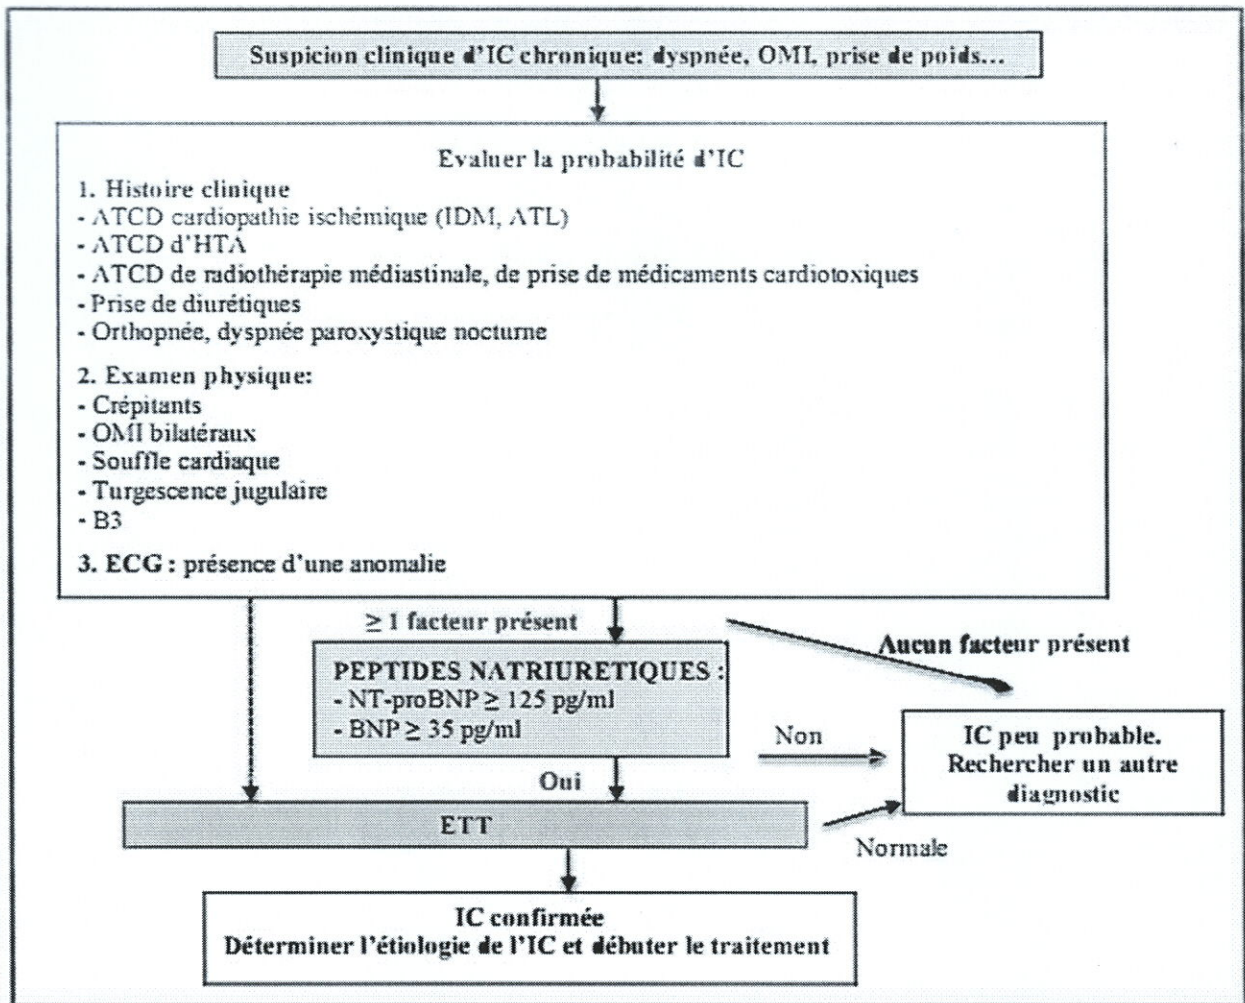 Suspicion clinique d'IC chronique: dyspnée, OMI, prise de poids...
Evaluer la probabilité d'IC
1. Histoire clinique
- ATCD cardiopathie ischémique (IDM, ATL)
- ATCD d'HTA
- ATCD de radiothérapie médiastinale, de prise de médicaments cardiotoxiques
- Prise de diurétiques
- Orthopnée, dyspnée paroxystique nocturne
2. Examen physique:
- Crépitants
- OMI bilatéraux
- Souffle cardiaque
- Turgescence jugulaire
- B3
3. ECG : présence d'une anomalie
≥ 1 facteur présent
Aucun facteur présent
PEPTIDES NATRIURETIQUES :
- NT-proBNP ≥ 125 pg/ml
- BNP ≥ 35 pg/ml
Non
IC peu probable.
Rechercher un autre
diagnostic
Oui
ETT
Normale
IC confirmée
Déterminer l'étiologie de l'IC et débuter le traitement